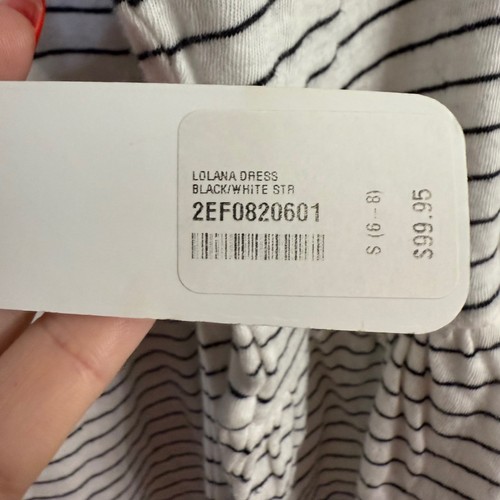 LOLANA DRESS
BLACK/WHITE STR
2EF0820601
S (6-8)
$99.95